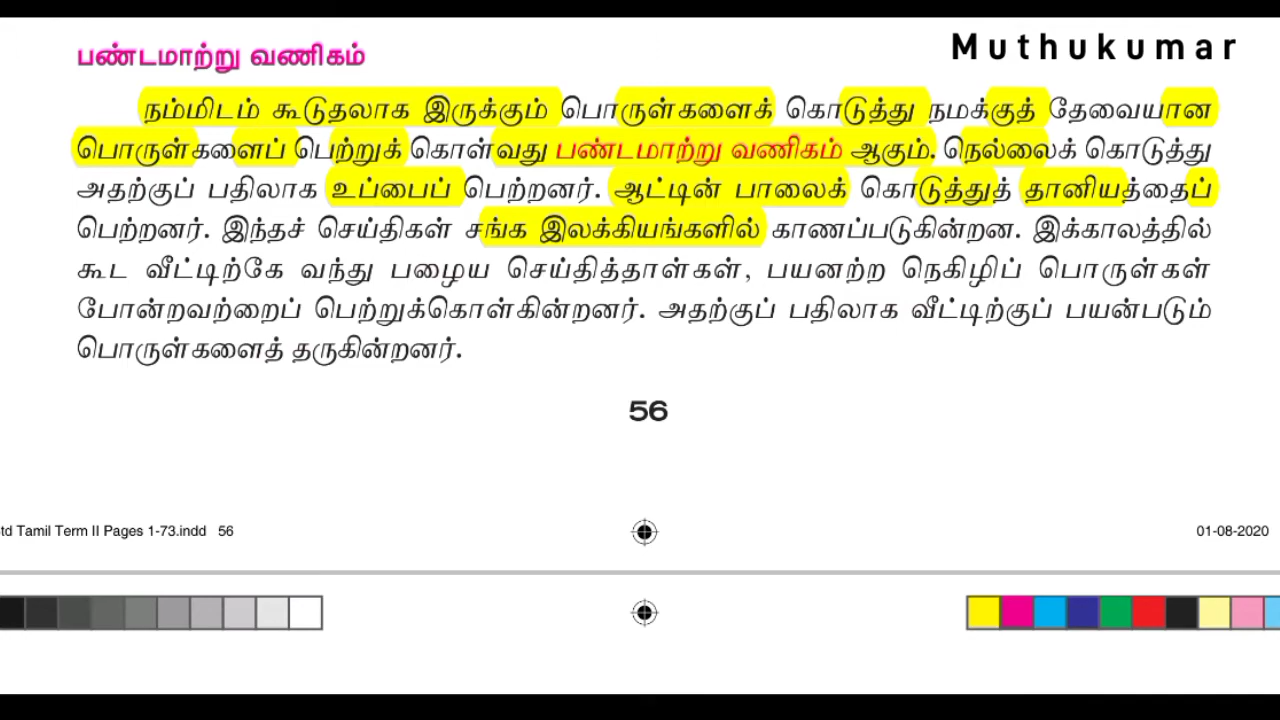 பண்டமாற்று வணிகம்
Muthukumar
நம்மிடம் கூடுதலாக இருக்கும் பொருள்களைக் கொடுத்து நமக்குத் தேவையான
பொருள்களைப் பெற்றுக் கொள்வது பண்டமாற்று வணிகம் ஆகும். நெல்லைக் கொடுத்து
அதற்குப் பதிலாக உப்பைப் பெற்றனர். ஆட்டின் பாலைக் கொடுத்துத் தானியத்தைப்
பெற்றனர். இந்தச் செய்திகள் சங்க இலக்கியங்களில் காணப்படுகின்றன. இக்காலத்தில்
கூட வீட்டிற்கே வந்து பழைய செய்தித்தாள்கள், பயனற்ற நெகிழிப் பொருள்கள்
போன்றவற்றைப் பெற்றுக்கொள்கின்றனர். அதற்குப் பதிலாக வீட்டிற்குப் பயன்படும்
பொருள்களைத் தருகின்றனர்.
56
td Tamil Term II Pages 1-73.indd 56
01-08-2020